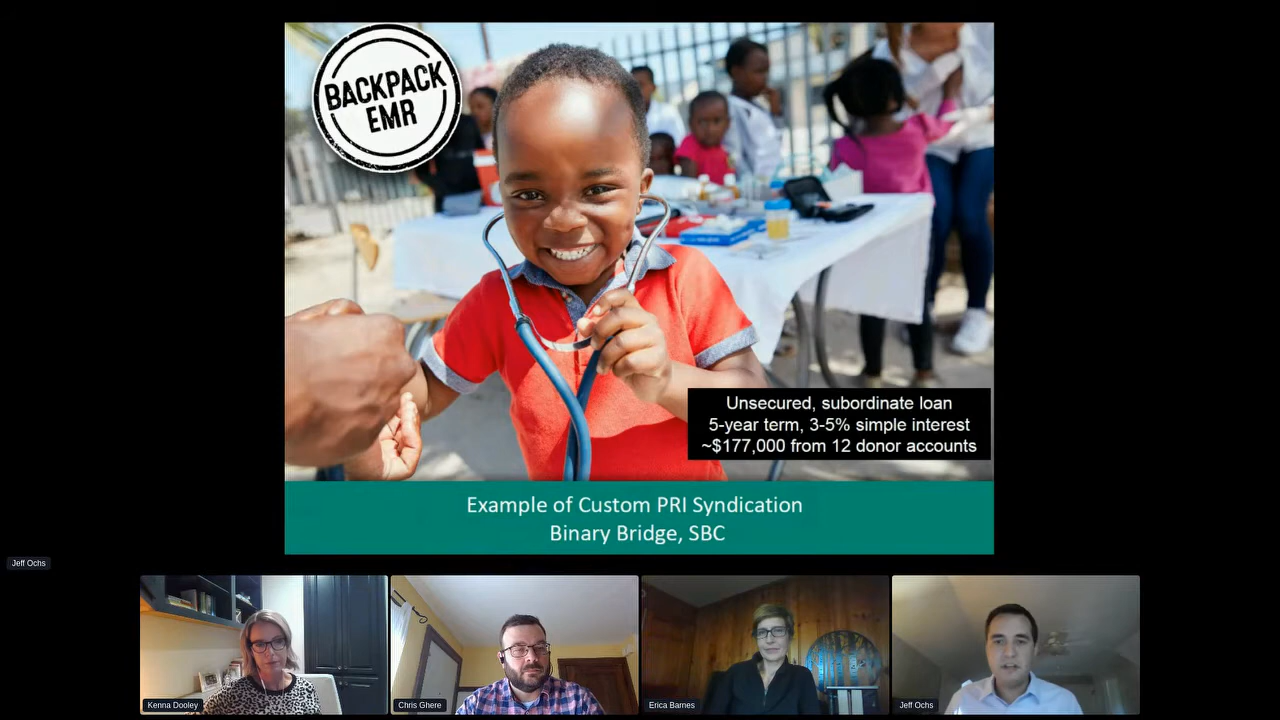 BACKPACK
EMR
Unsecured, subordinate loan
5-year term, 3-5% simple interest
~$177,000 from 12 donor accounts
Example of Custom PRI Syndication
Binary Bridge, SBC
Jeff Ochs
Kenna Dooley
Chris Ghere
Erica Barnes
Jeff Ochs